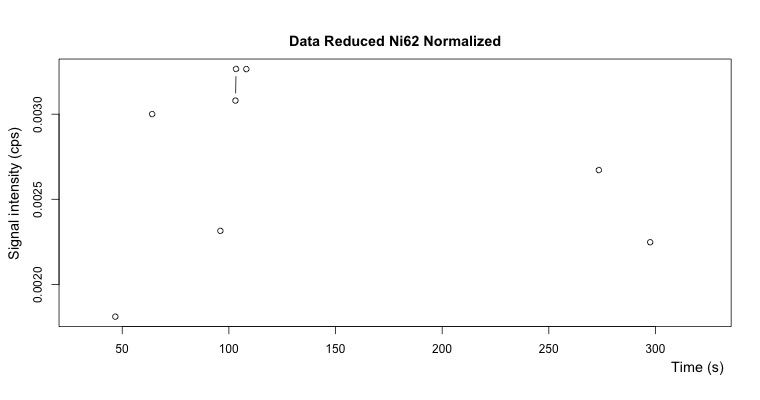 Data Reduced Ni62 Normalized
Signal intensity (cps)
0.0030
0.0025
0.0020
50 100 150 200 250 300
Time (s)